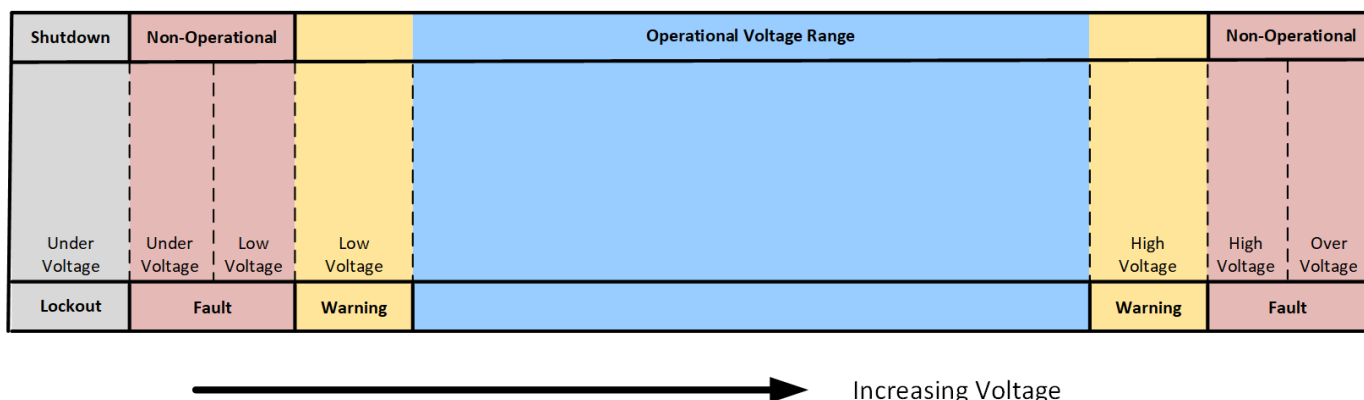 Shutdown
Non-Operational
Operational Voltage Range
Non-Operational
Under
Voltage
Under
Voltage
Low
Voltage
Low
Voltage
High
Voltage
High
Voltage
Over
Voltage
Lockout
Fault
Warning
Warning
Fault
Increasing Voltage